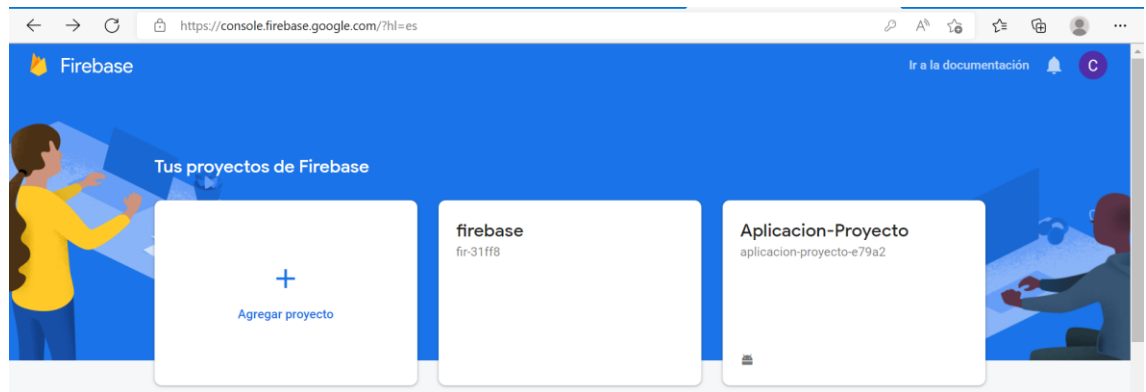 https://console.firebase.google.com/?hl=es
Firebase
Ir a la documentación
C
Tus proyectos de Firebase
Agregar proyecto
firebase
fir-31ff8
Aplicacion-Proyecto
aplicacion-proyecto-e79a2